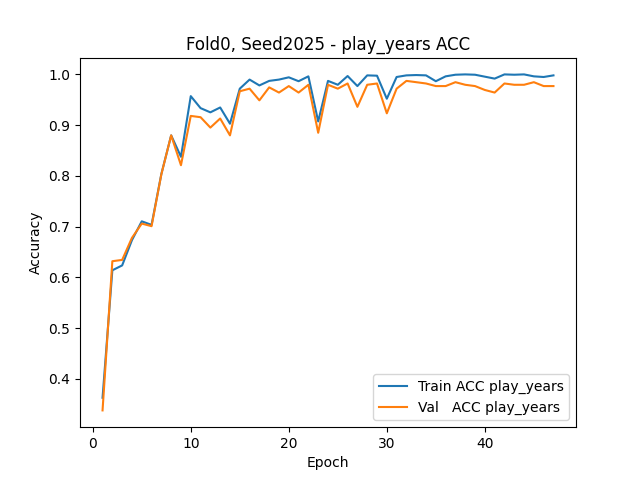 Fold0, Seed2025 - play_years ACC
Accuracy
1.0
0.9
0.8
0.7
0.6
0.5
0.4
Train ACC play_years
Val   ACC play_years
0 10 20 30 40
Epoch